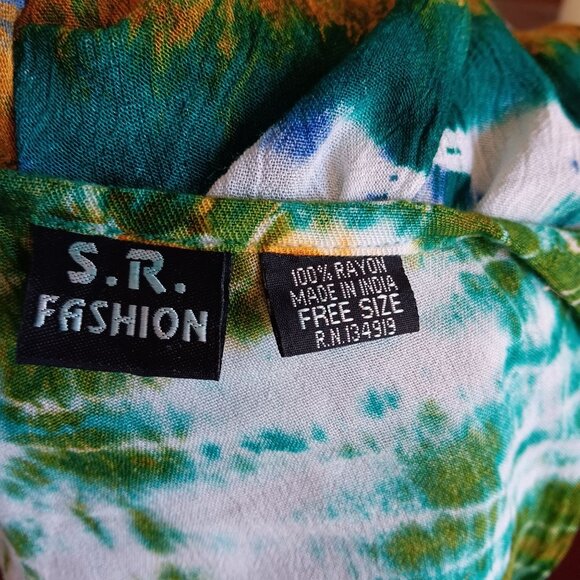 S.R.
FASHION
100% RAYON
MADE IN INDIA
FREE SIZE
R.N.134919